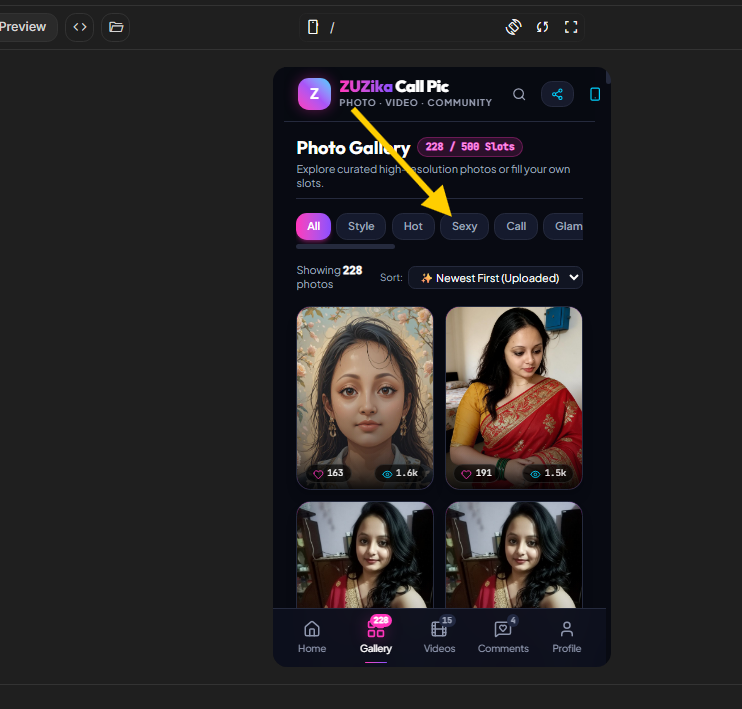 Preview
/
Z
ZUZika Call Pic
PHOTO · VIDEO · COMMUNITY
Photo Gallery
228 / 500 Slots
Explore curated high-resolution photos or fill your own
slots.
All Style Hot Sexy Call Glam
Showing 228
photos
Sort: ✨ Newest First (Uploaded)
163 1.6k
191 1.5k
228 15 4
Home Gallery Videos Comments Profile